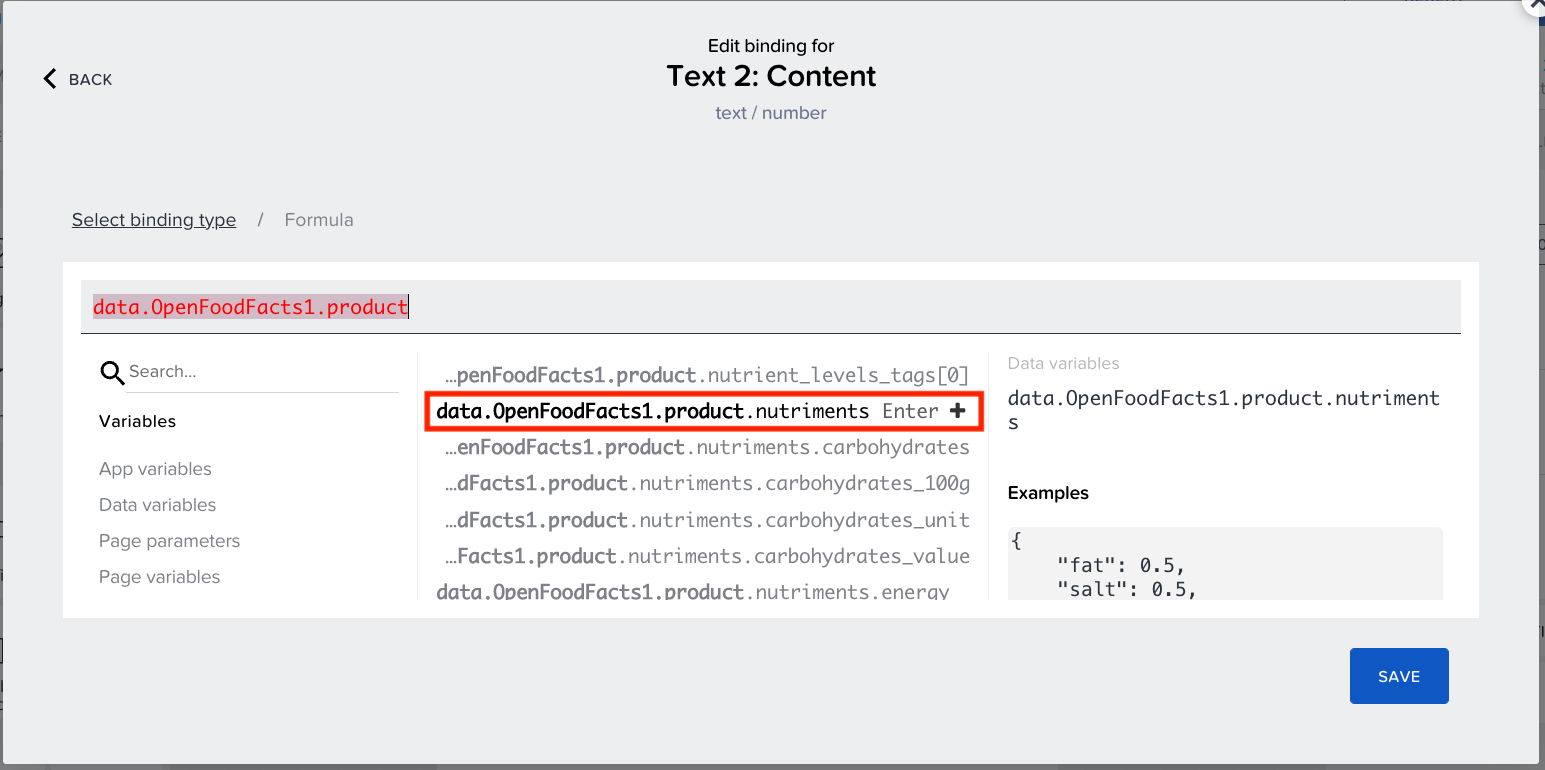 Edit binding for
BACK
Text 2: Content
text / number
Select binding type / Formula
data.OpenFoodFacts1.product
Search...
Variables
App variables
Data variables
Page parameters
Page variables
…penFoodFacts1.product.nutrient_levels_tags[0]
data.OpenFoodFacts1.product.nutriments Enter +
…enFoodFacts1.product.nutriments.carbohydrates
…dFacts1.product.nutriments.carbohydrates_100g
…dFacts1.product.nutriments.carbohydrates_unit
…Facts1.product.nutriments.carbohydrates_value
data.OpenFoodFacts1.product.nutriments.energy
Data variables
data.OpenFoodFacts1.product.nutriment
s
Examples
{
"fat": 0.5,
"salt": 0.5,
SAVE